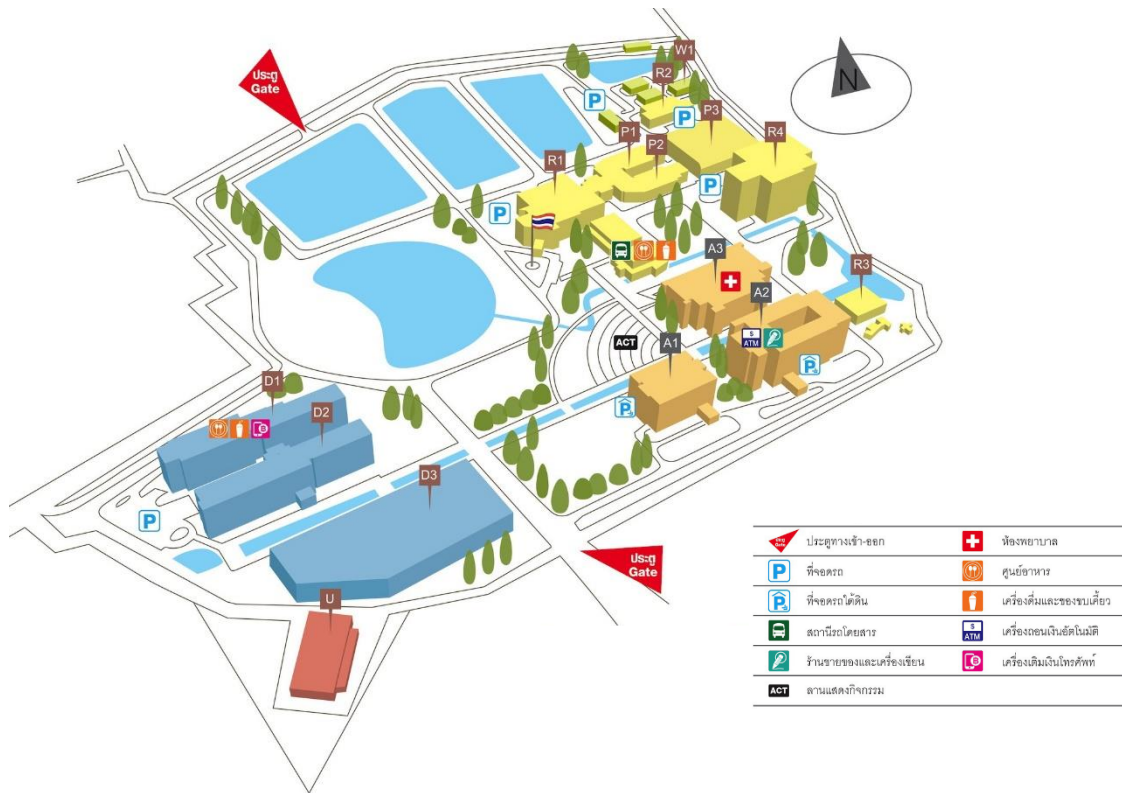 ประตู
Gate
N
W1
R2
P
P
P3
P1
R4
P2
R1
P
P
A3
R3
A2
S
ATM
ACT
A1
P
P
D1
D2
D3
P
ประตู
Gate
U
ประตู
Gate
ประตูทางเข้า-ออก
ห้องพยาบาล
P
ที่จอดรถ
ศูนย์อาหาร
P
ที่จอดรถใต้ดิน
เครื่องดื่มและของขบเคี้ยว
สถานีรถโดยสาร
S
ATM
เครื่องถอนเงินอัตโนมัติ
ร้านขายของและเครื่องเขียน
เครื่องเติมเงินโทรศัพท์
ACT
ลานแสดงกิจกรรม